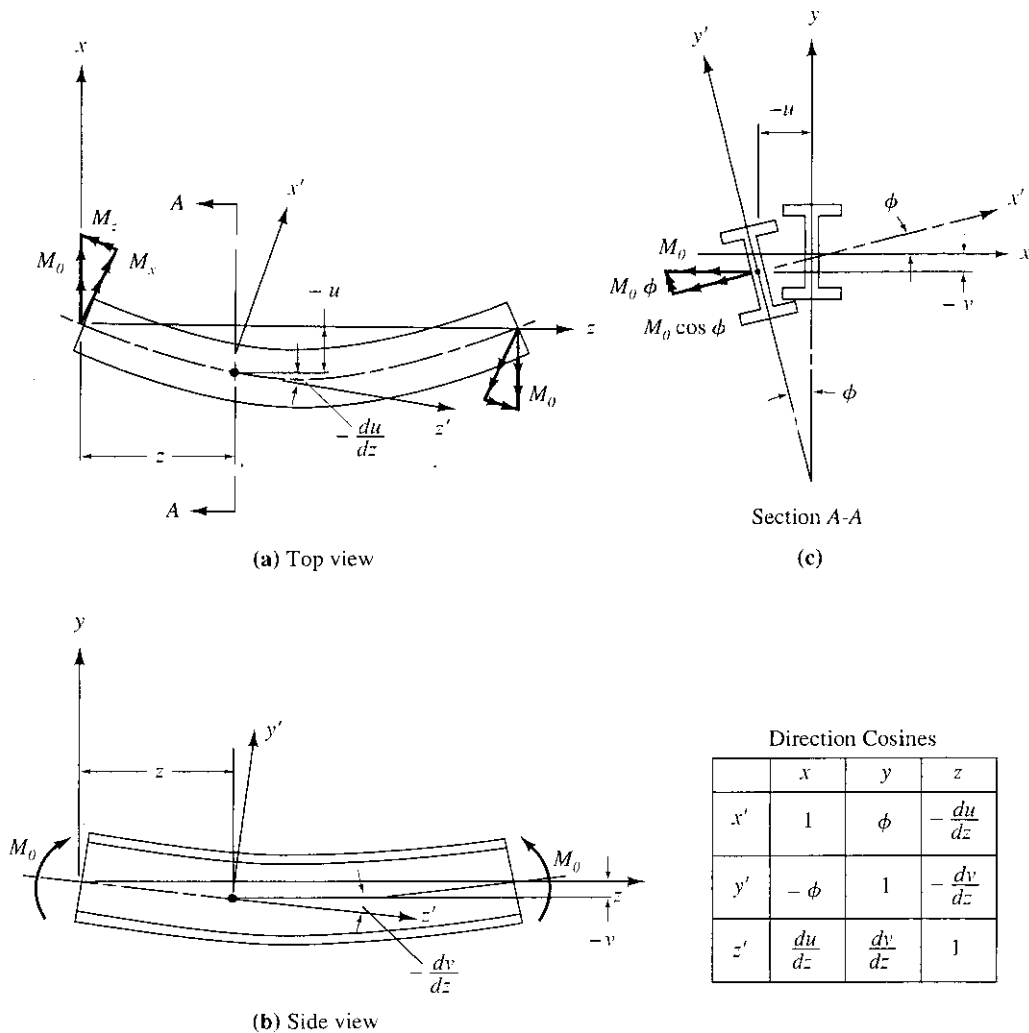 x
A
x'
M_z
M_0
M_x
– u
z
M_0
– du/dz
z'
z
A
(a) Top view
y
y'
–u
ϕ
x'
M_0
x
M_0 ϕ
– v
M_0 cos ϕ
ϕ
Section A-A
(c)
y
y'
z
M_0
M_0
z
z'
– v
– dv/dz
(b) Side view
Direction Cosines
x y z
x' 1 ϕ – du/dz
y' – ϕ 1 – dv/dz
z' du/dz dv/dz 1